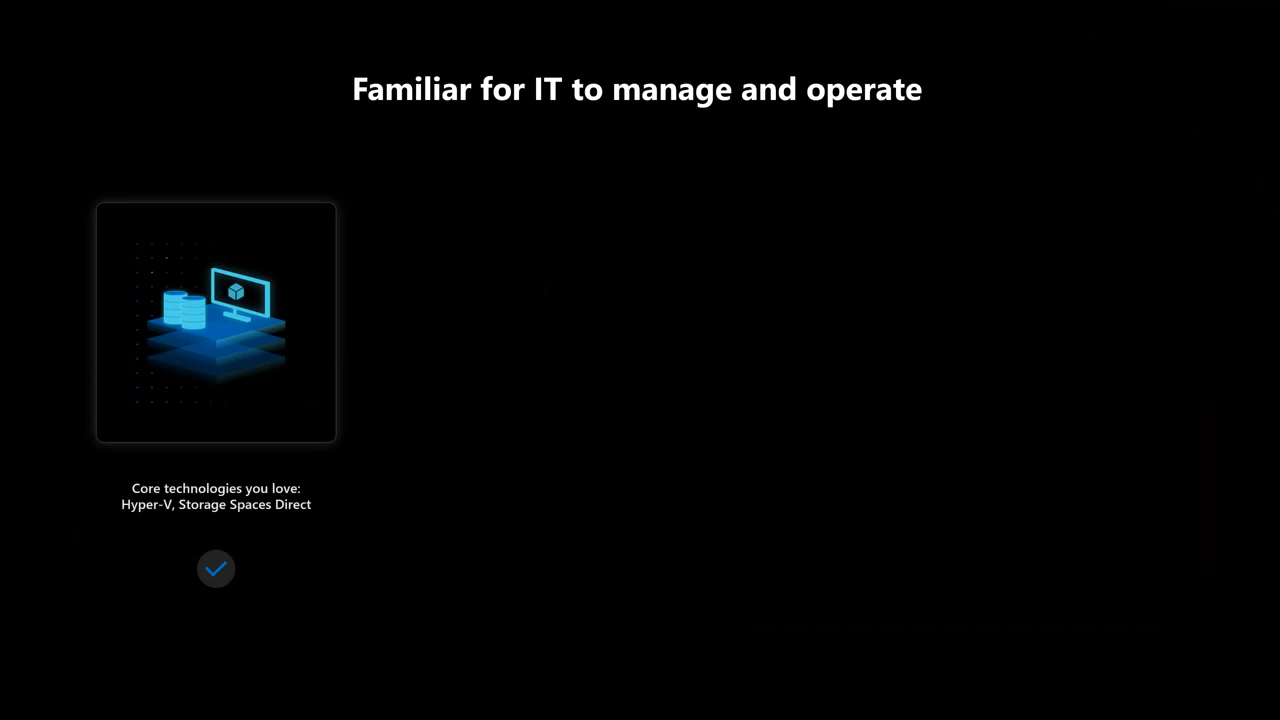 Familiar for IT to manage and operate
Core technologies you love:
Hyper-V, Storage Spaces Direct